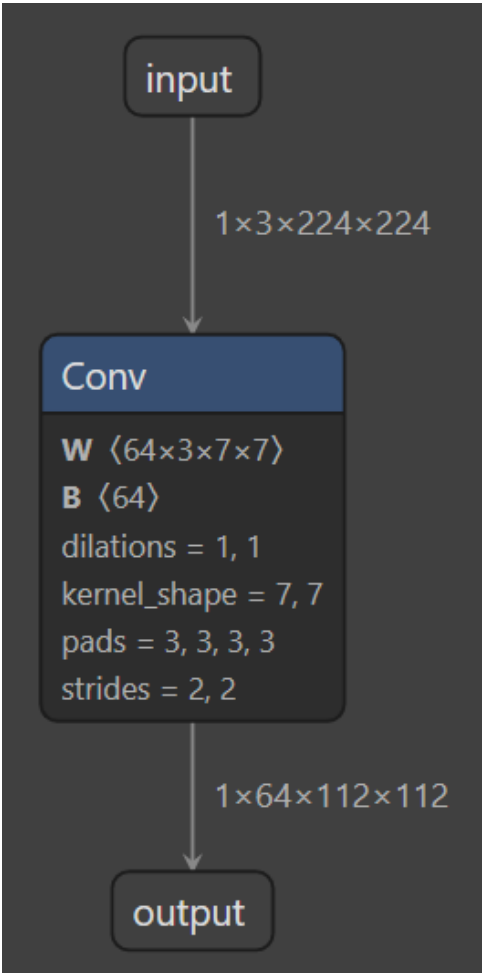 input
1×3×224×224
Conv
W 〈64×3×7×7〉
B 〈64〉
dilations = 1, 1
kernel_shape = 7, 7
pads = 3, 3, 3, 3
strides = 2, 2
1×64×112×112
output